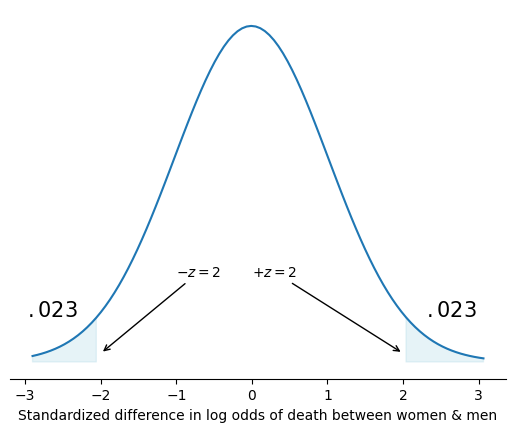 −z = 2 +z = 2
.023 .023
−3 −2 −1 0 1 2 3
Standardized difference in log odds of death between women & men